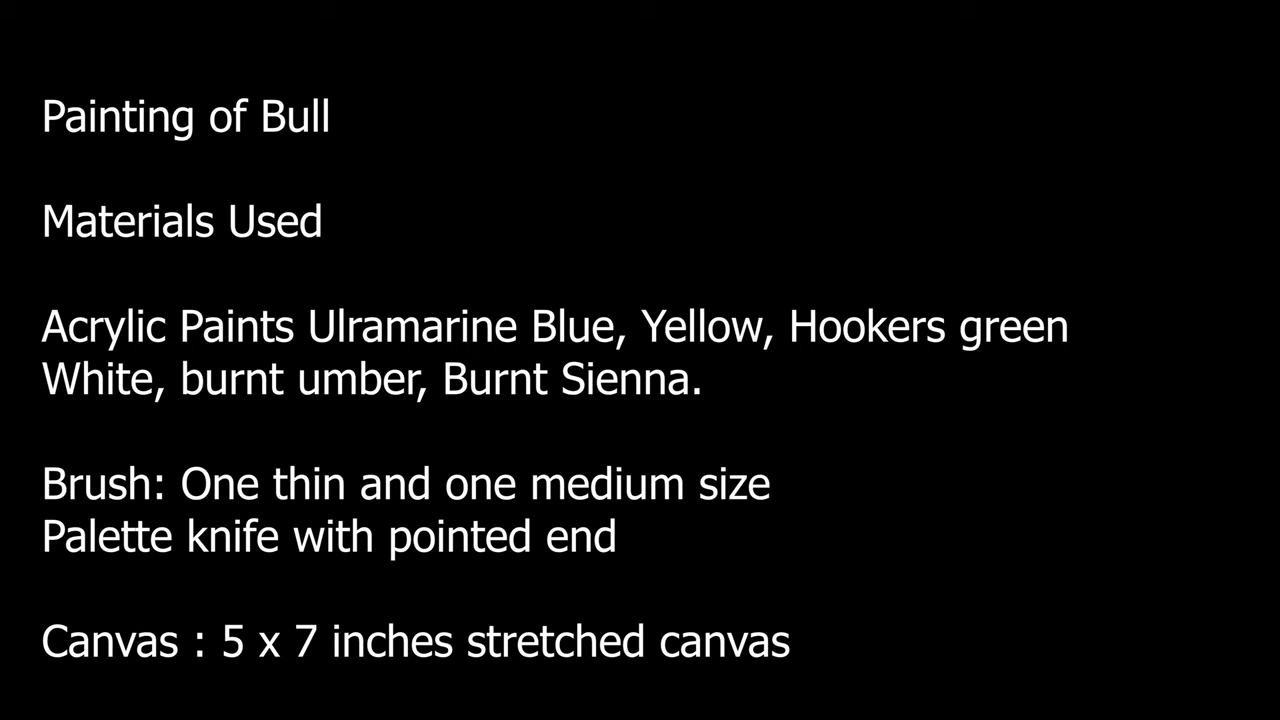 Painting of Bull
Materials Used
Acrylic Paints Ulramarine Blue, Yellow, Hookers green
White, burnt umber, Burnt Sienna.
Brush: One thin and one medium size
Palette knife with pointed end
Canvas : 5 x 7 inches stretched canvas